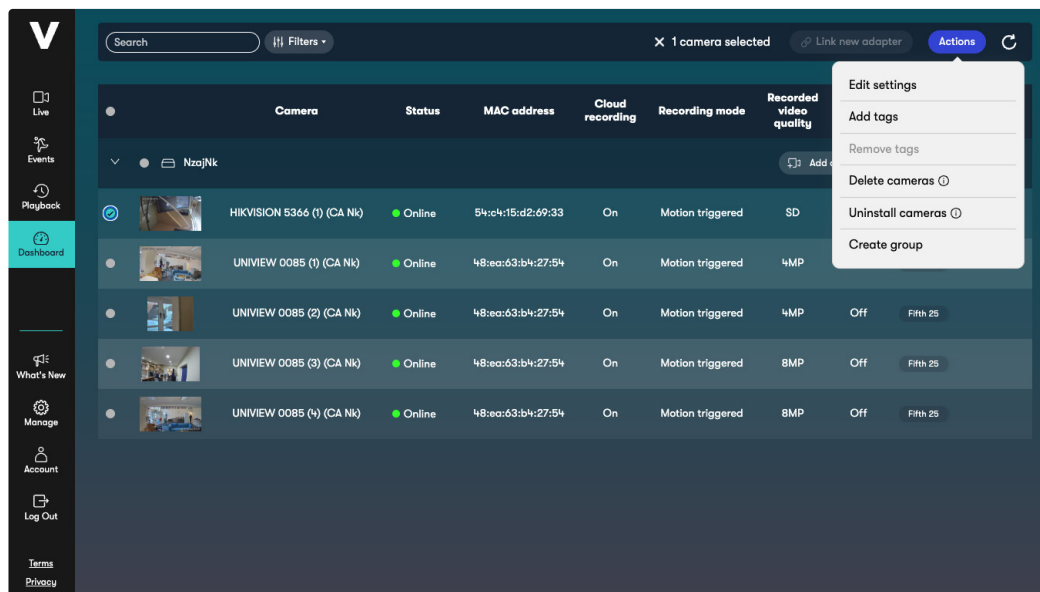 V
Search
Filters
1 camera selected
Link new adapter
Actions
Live
Events
Playback
Dashboard
What's New
Manage
Account
Log Out
Terms
Privacy
Camera
Status
MAC address
Cloud
recording
Recording mode
Recorded
video
quality
Edit settings
Add tags
Remove tags
Delete cameras
Uninstall cameras
Create group
NzajNk
Add
HIKVISION 5366 (1) (CA Nk) Online 54:c4:15:d2:69:33 On Motion triggered SD
UNIVIEW 0085 (1) (CA Nk) Online 48:ea:63:b4:27:54 On Motion triggered 4MP
UNIVIEW 0085 (2) (CA Nk) Online 48:ea:63:b4:27:54 On Motion triggered 4MP Off Fifth 25
UNIVIEW 0085 (3) (CA Nk) Online 48:ea:63:b4:27:54 On Motion triggered 8MP Off Fifth 25
UNIVIEW 0085 (4) (CA Nk) Online 48:ea:63:b4:27:54 On Motion triggered 8MP Off Fifth 25